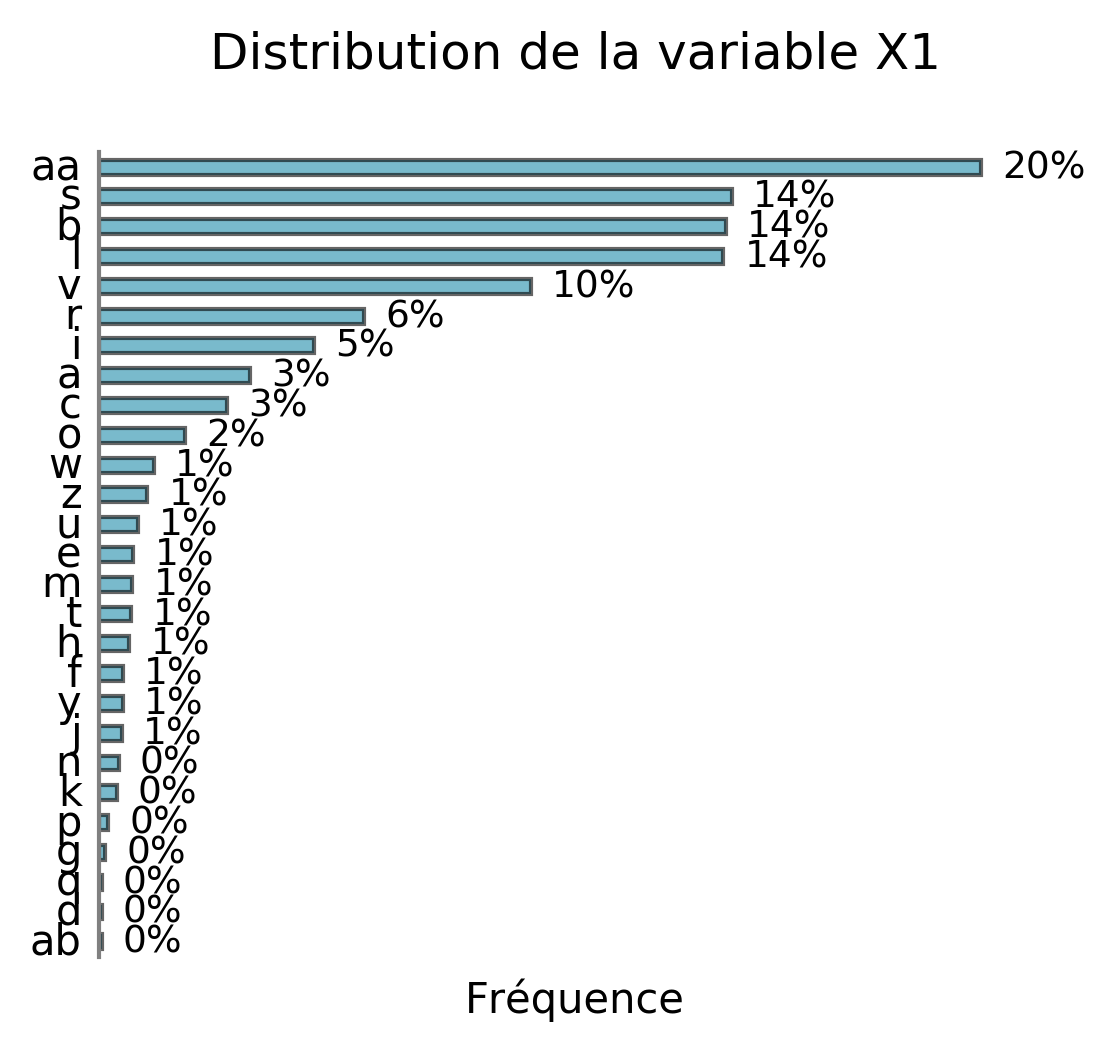 Distribution de la variable X1
aa 20%
s 14%
b 14%
l 14%
v 10%
r 6%
i 5%
a 3%
c 3%
o 2%
w 1%
z 1%
u 1%
e 1%
m 1%
t 1%
h 1%
f 1%
y 1%
j 1%
n 0%
k 0%
p 0%
g 0%
q 0%
d 0%
ab 0%
Fréquence